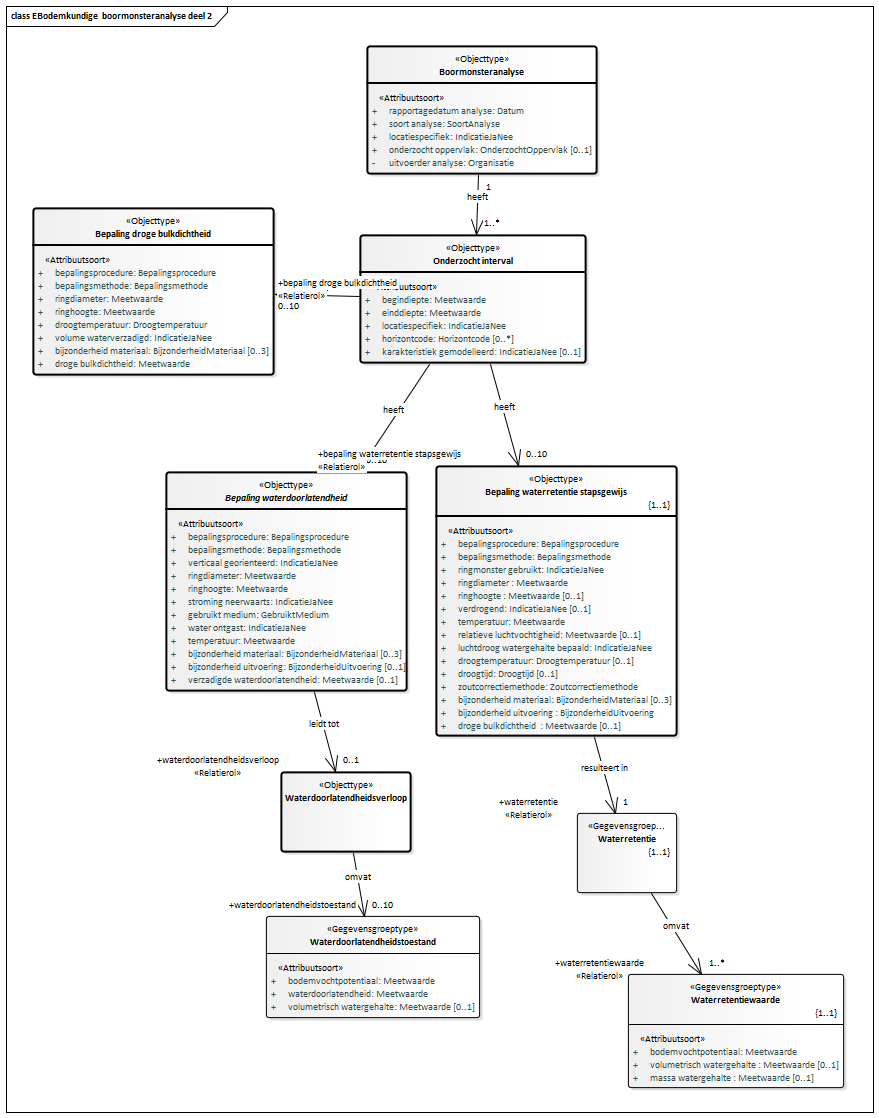 class EBodemkundige boormonsteranalyse deel 2
«Objecttype»
Boormonsteranalyse
«Attribuutsoort»
+ rapportagedatum analyse: Datum
+ soort analyse: SoortAnalyse
+ locatiespecifiek: IndicatieJaNee
+ onderzocht oppervlak: OnderzochtOppervlak [0..1]
- uitvoerder analyse: Organisatie
1
heeft
1..*
«Objecttype»
Bepaling droge bulkdichtheid
«Attribuutsoort»
+ bepalingsprocedure: Bepalingsprocedure
+ bepalingsmethode: Bepalingsmethode
+ ringdiameter: Meetwaarde
+ ringhoogte: Meetwaarde
+ droogtemperatuur: Droogtemperatuur
+ volume waterverzadigd: IndicatieJaNee
+ bijzonderheid materiaal: BijzonderheidMateriaal [0..3]
+ droge bulkdichtheid: Meetwaarde
+bepaling droge bulkdichtheid
«Relatierol»
0..10
«Objecttype»
Onderzocht interval
+ begindiepte: Meetwaarde
+ einddiepte: Meetwaarde
+ locatiespecifiek: IndicatieJaNee
+ horizontcode: Horizontcode [0..*]
+ karakteristiek gemodelleerd: IndicatieJaNee [0..1]
heeft
heeft
+bepaling waterretentie stapsgewijs
«Relatierol»
0..10
«Objecttype»
Bepaling waterdoorlatendheid
«Attribuutsoort»
+ bepalingsprocedure: Bepalingsprocedure
+ bepalingsmethode: Bepalingsmethode
+ verticaal georienteerd: IndicatieJaNee
+ ringdiameter: Meetwaarde
+ ringhoogte: Meetwaarde
+ stroming neerwaarts: IndicatieJaNee
+ gebruikt medium: GebruiktMedium
+ water ontgast: IndicatieJaNee
+ temperatuur: Meetwaarde
+ bijzonderheid materiaal: BijzonderheidMateriaal [0..3]
+ bijzonderheid uitvoering: BijzonderheidUitvoering [0..1]
+ verzadigde waterdoorlatendheid: Meetwaarde [0..1]
«Objecttype»
Bepaling waterretentie stapsgewijs
{1..1}
«Attribuutsoort»
+ bepalingsprocedure: Bepalingsprocedure
+ bepalingsmethode: Bepalingsmethode
+ ringmonster gebruikt: IndicatieJaNee
+ ringdiameter : Meetwaarde
+ ringhoogte : Meetwaarde [0..1]
+ verdrogend: IndicatieJaNee [0..1]
+ temperatuur: Meetwaarde
+ relatieve luchtvochtigheid: Meetwaarde [0..1]
+ luchtdroog watergehalte bepaald: IndicatieJaNee
+ droogtemperatuur: Droogtemperatuur [0..1]
+ droogtijd: Droogtijd [0..1]
+ zoutcorrectiemethode: Zoutcorrectiemethode
+ bijzonderheid materiaal: BijzonderheidMateriaal [0..3]
+ bijzonderheid uitvoering : BijzonderheidUitvoering
+ droge bulkdichtheid : Meetwaarde [0..1]
leidt tot
+waterdoorlatendheidsverloop
«Relatierol»
0..1
«Objecttype»
Waterdoorlatendheidsverloop
omvat
+waterdoorlatendheidstoestand
0..10
«Gegevensgroeptype»
Waterdoorlatendheidstoestand
«Attribuutsoort»
+ bodemvochtpotentiaal: Meetwaarde
+ waterdoorlatendheid: Meetwaarde
+ volumetrisch watergehalte: Meetwaarde [0..1]
resulteert in
+waterretentie
«Relatierol»
1
«Gegevensgroep...
Waterretentie
{1..1}
omvat
+waterretentiewaarde
«Relatierol»
1..*
«Gegevensgroeptype»
Waterretentiewaarde
{1..1}
«Attribuutsoort»
+ bodemvochtpotentiaal: Meetwaarde
+ volumetrisch watergehalte : Meetwaarde [0..1]
+ massa watergehalte : Meetwaarde [0..1]